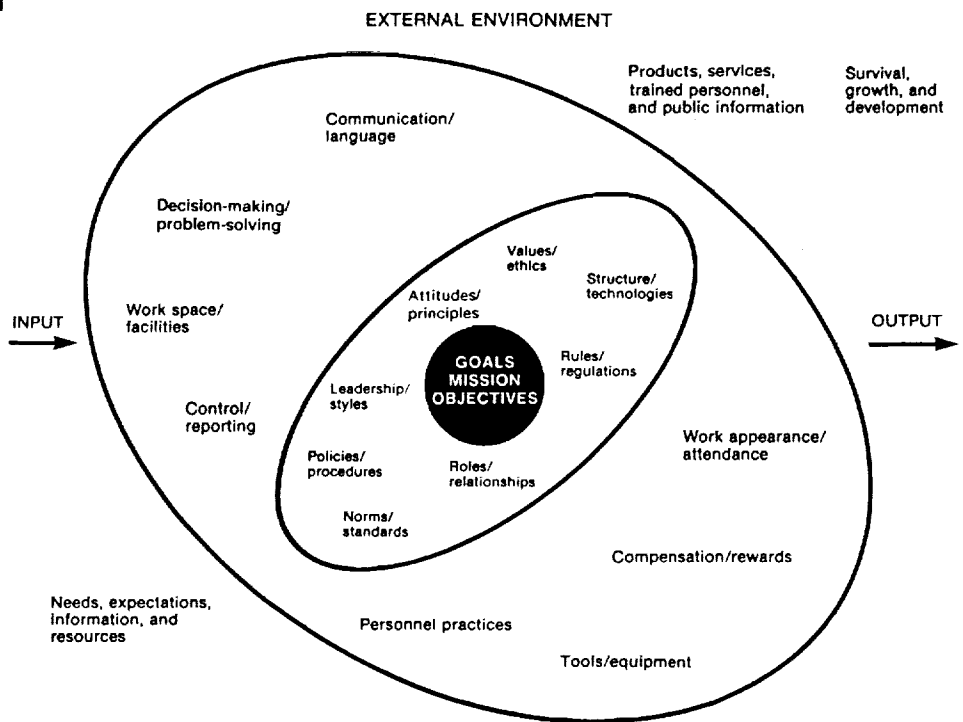 EXTERNAL ENVIRONMENT
Products, services,
trained personnel,
and public information
Survival,
growth, and
development
Communication/
language
Decision-making/
problem-solving
Values/
ethics
Structure/
technologies
Attitudes/
principles
Work space/
facilities
INPUT
OUTPUT
GOALS
MISSION
OBJECTIVES
Rules/
regulations
Leadership/
styles
Control/
reporting
Work appearance/
attendance
Policies/
procedures
Roles/
relationships
Norms/
standards
Compensation/rewards
Needs, expectations,
information, and
resources
Personnel practices
Tools/equipment